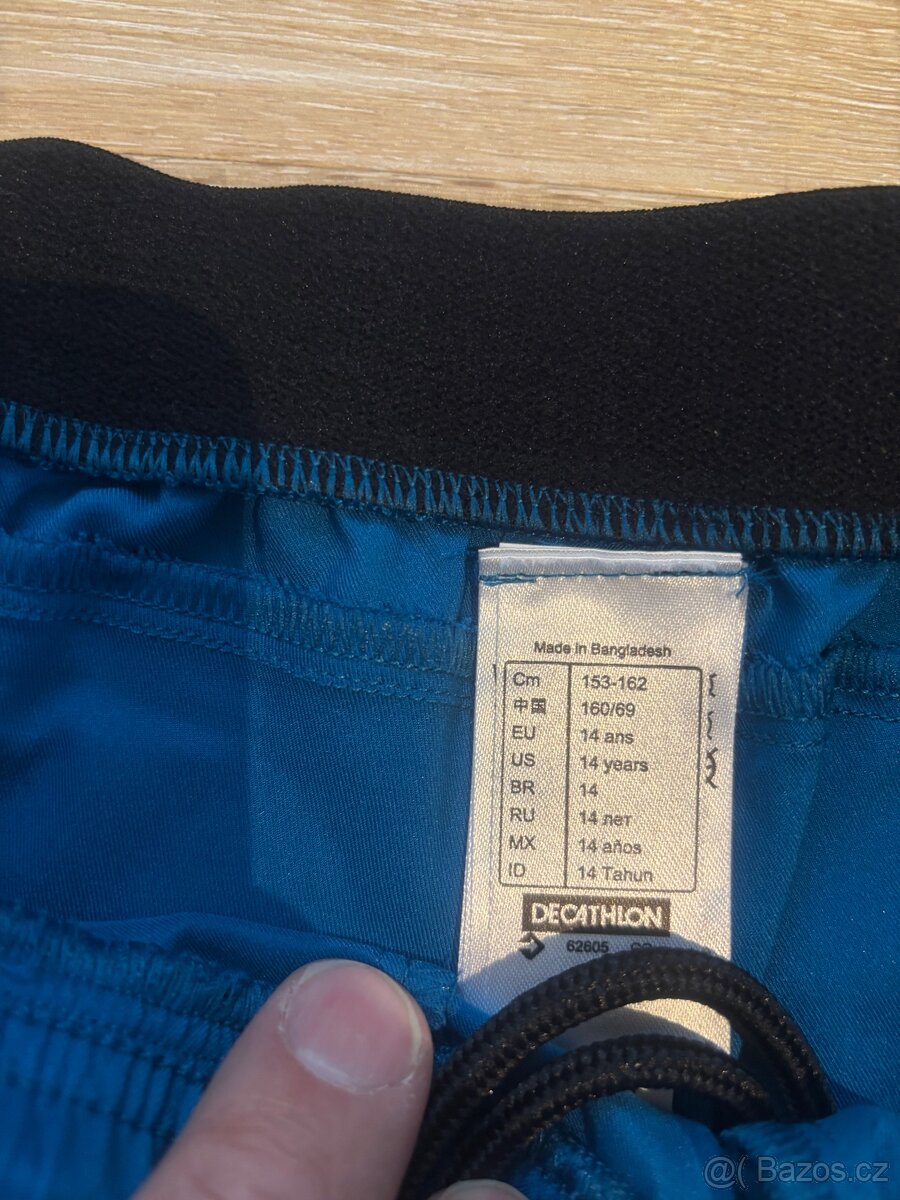 Made in Bangladesh
Cm 153-162
中国 160/69
EU 14 ans
US 14 years
BR 14
RU 14 лет
MX 14 años
ID 14 Tahun
DECATHLON
62605
@( Bazos.cz